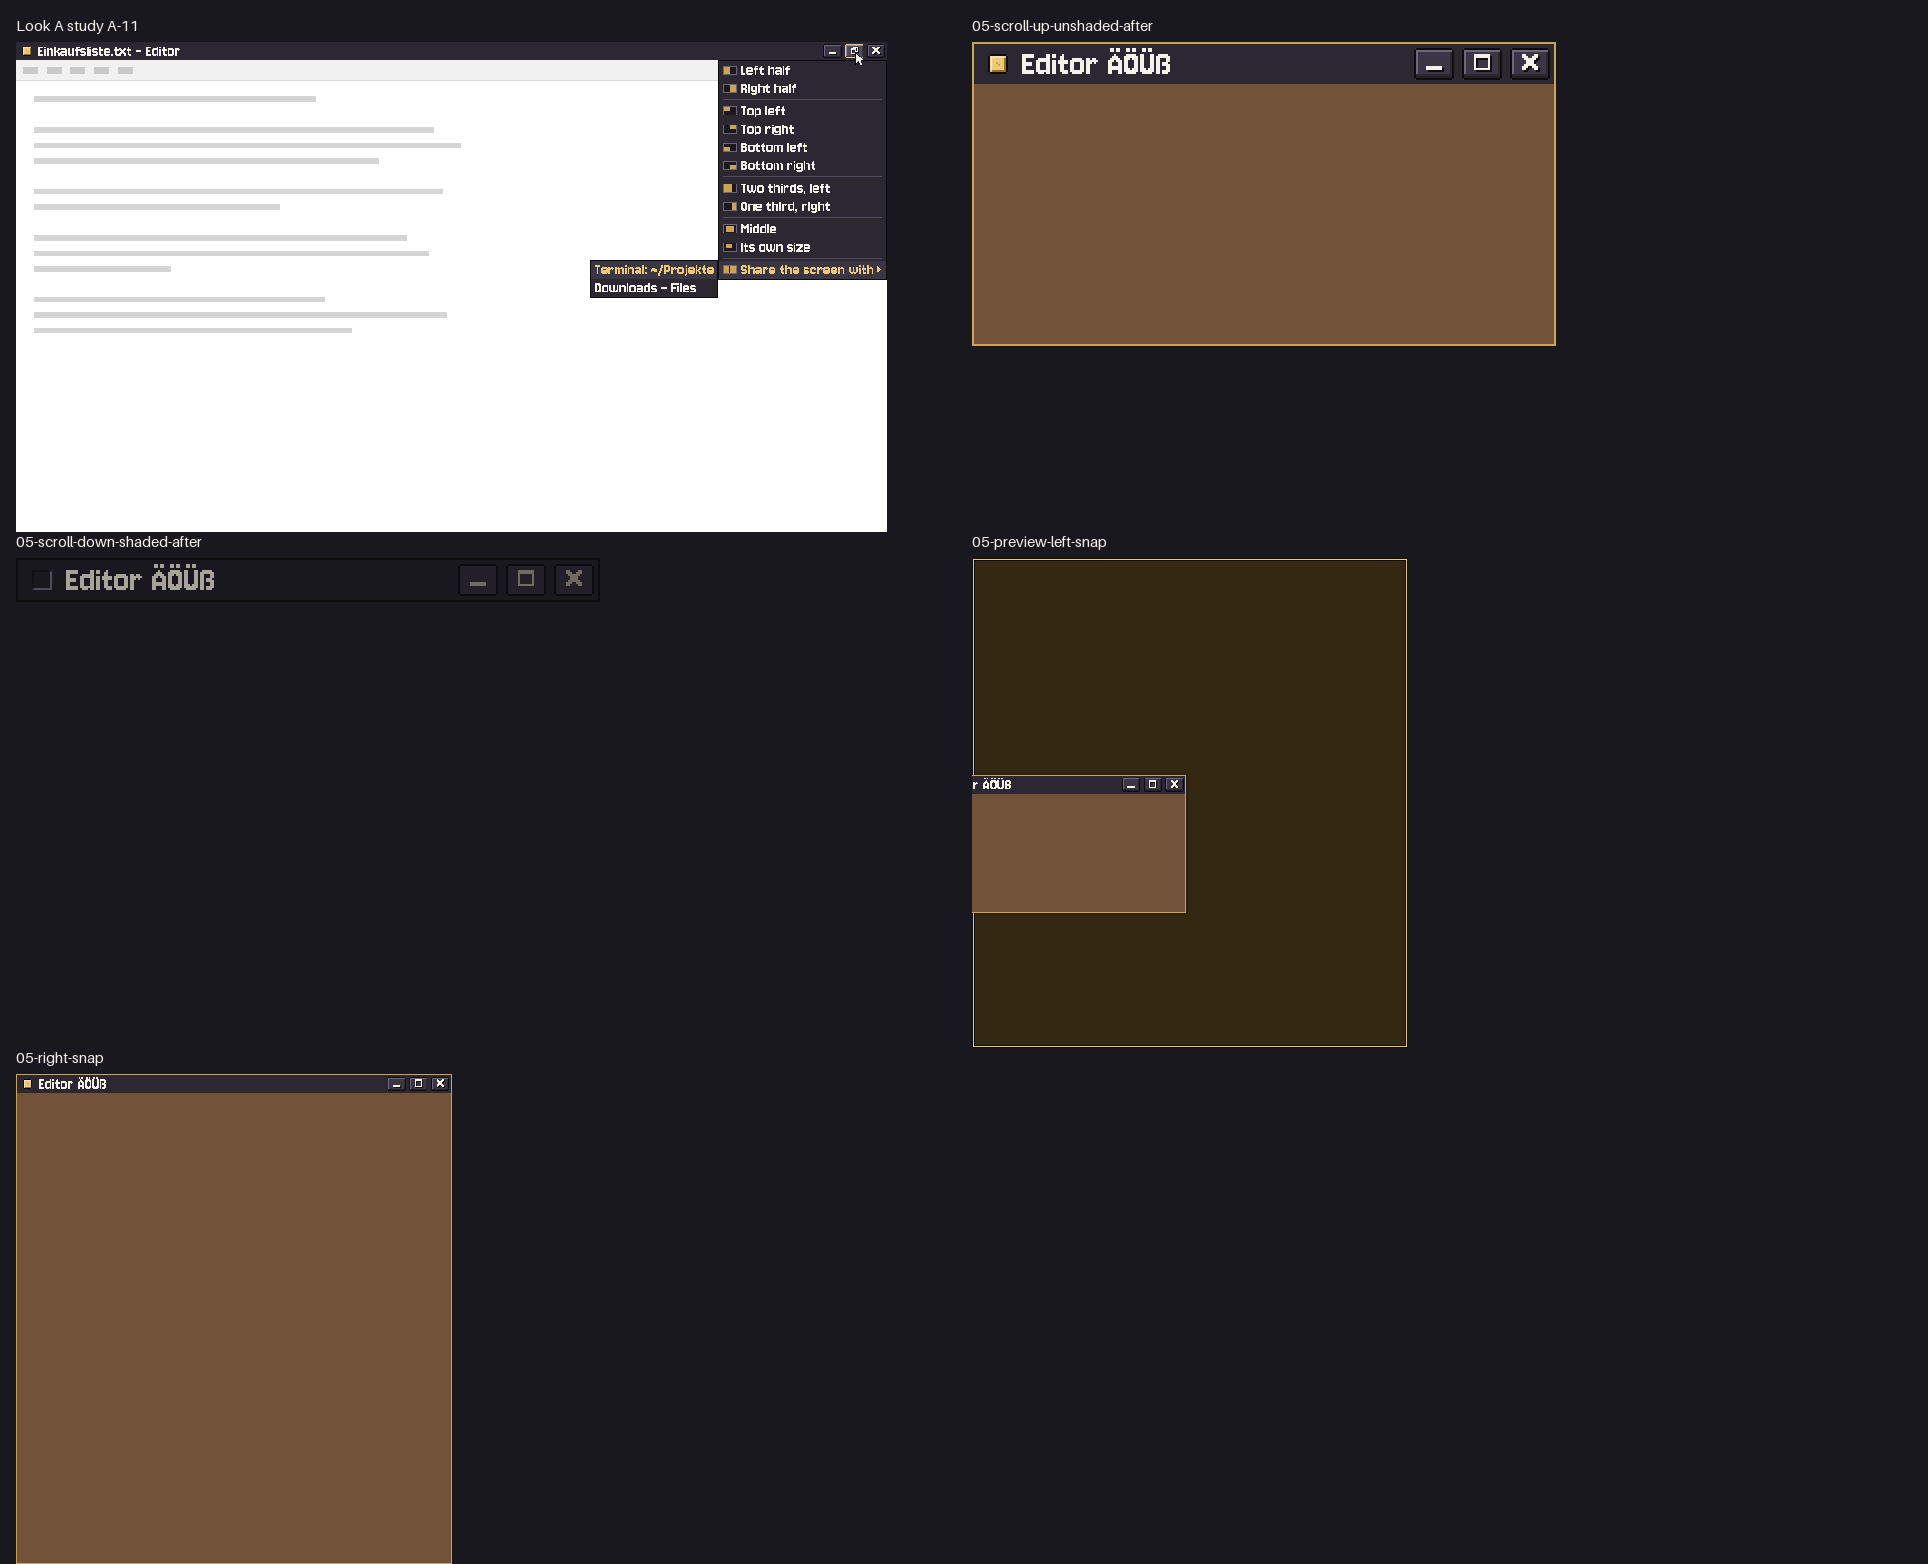 Look A study A-11
Einkaufsliste.txt – Editor
Left half
Right half
Top left
Top right
Bottom left
Bottom right
Two thirds, left
One third, right
Middle
Its own size
Share the screen with
Terminal: ~/Projekte
Downloads – Files
05-scroll-up-unshaded-after
Editor ÄÖÜß
05-scroll-down-shaded-after
Editor ÄÖÜß
05-preview-left-snap
r ÄÖÜß
05-right-snap
Editor ÄÖÜß